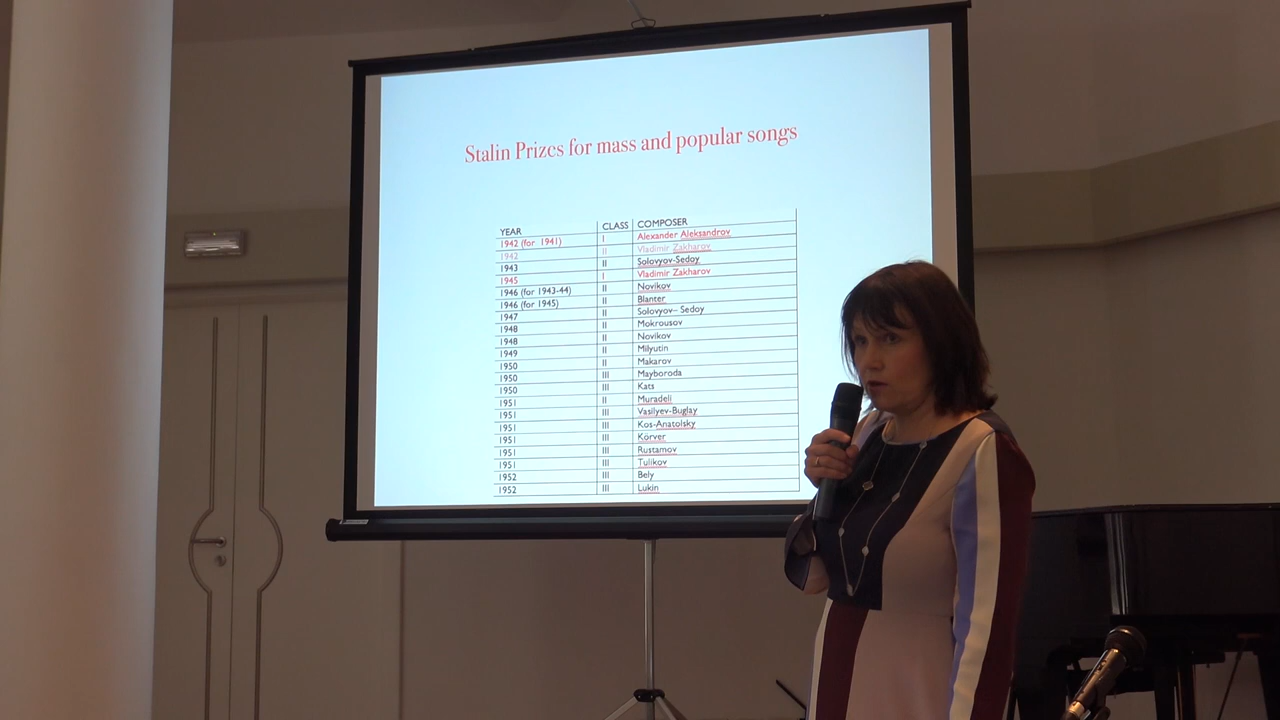 Stalin Prizes for mass and popular songs
YEAR CLASS COMPOSER
1942 (for 1941) I Alexander Aleksandrov
1942 II Vladimir Zakharov
1943 II Solovyov-Sedoy
1945 I Vladimir Zakharov
1946 (for 1943-44) II Novikov
1946 (for 1945) II Blanter
1947 II Solovyov– Sedoy
1948 II Mokrousov
1948 II Novikov
1949 II Milyutin
1950 II Makarov
1950 III Mayboroda
1950 III Kats
1951 II Muradeli
1951 III Vasilyev-Buglay
1951 III Kos-Anatolsky
1951 III Körver
1951 III Rustamov
1951 III Tulikov
1952 III Bely
1952 III Lukin